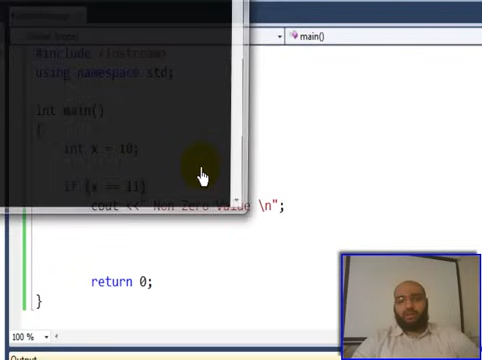 main()
#include <iostream>
using namespace std;
int main()
{
int x = 10;
if (x == 11)
cout <<" Non Zero Value \n";
return 0;
}
100 %
Output